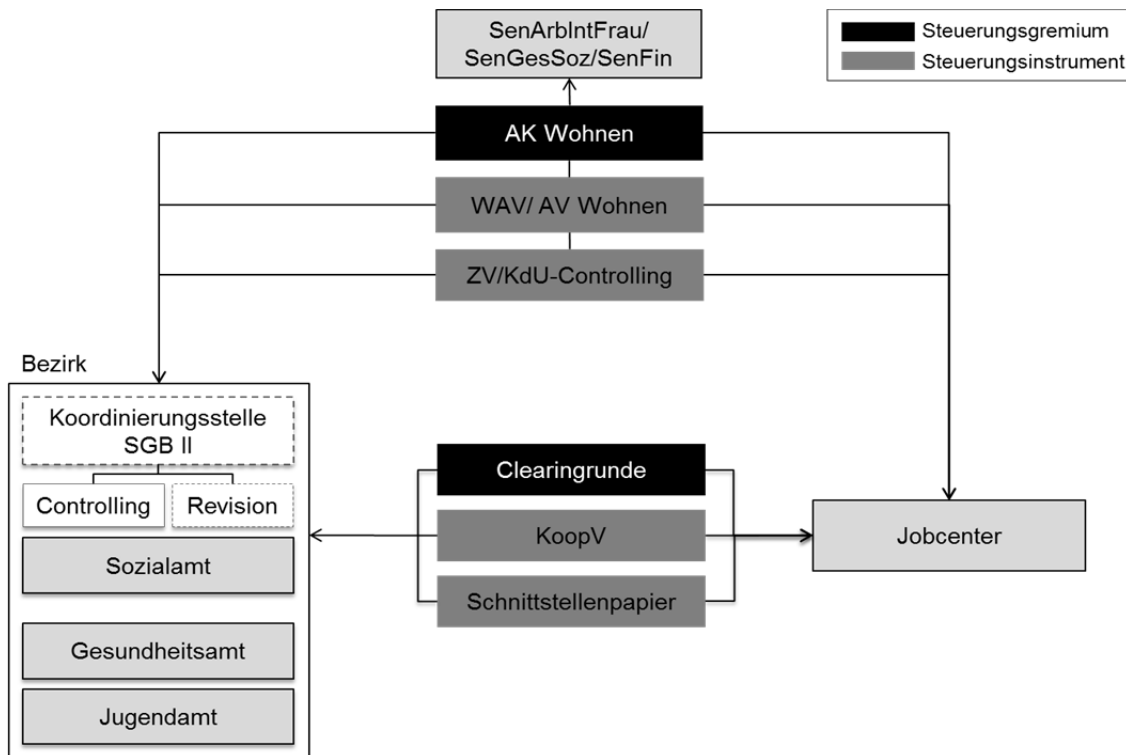 SenArbIntFrau/
SenGesSoz/SenFin
Steuerungsgremium
Steuerungsinstrument
AK Wohnen
WAV/ AV Wohnen
ZV/KdU-Controlling
Bezirk
Koordinierungsstelle
SGB II
Controlling
Revision
Sozialamt
Gesundheitsamt
Jugendamt
Clearingrunde
KoopV
Schnittstellenpapier
Jobcenter